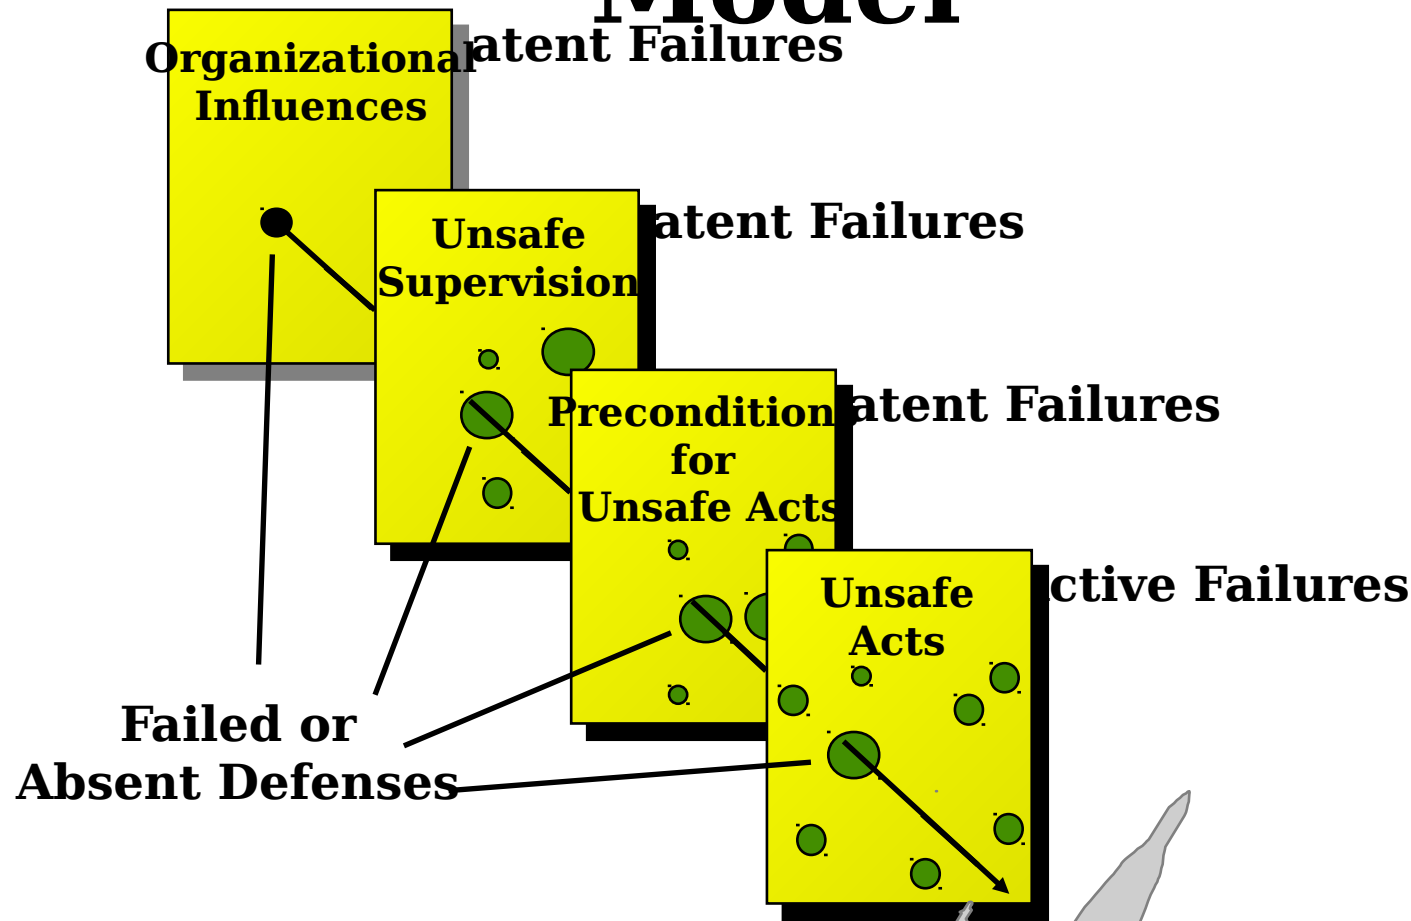 Model
Organizational
Influences
atent Failures
Unsafe
Supervision
atent Failures
Precondition
for
Unsafe Acts
atent Failures
Unsafe
Acts
ctive Failures
Failed or
Absent Defenses